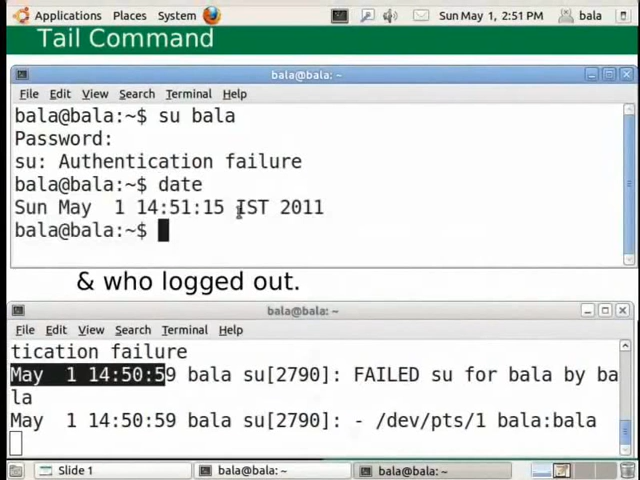 Applications Places System Sun May 1, 2:51 PM bala
Tail Command
bala@bala: ~
File Edit View Search Terminal Help
bala@bala:~$ su bala
Password:
su: Authentication failure
bala@bala:~$ date
Sun May  1 14:51:15 IST 2011
bala@bala:~$
& who logged out.
bala@bala: ~
File Edit View Search Terminal Help
tication failure
May  1 14:50:59 bala su[2790]: FAILED su for bala by ba
la
May  1 14:50:59 bala su[2790]: - /dev/pts/1 bala:bala
Slide 1 bala@bala: ~ bala@bala: ~